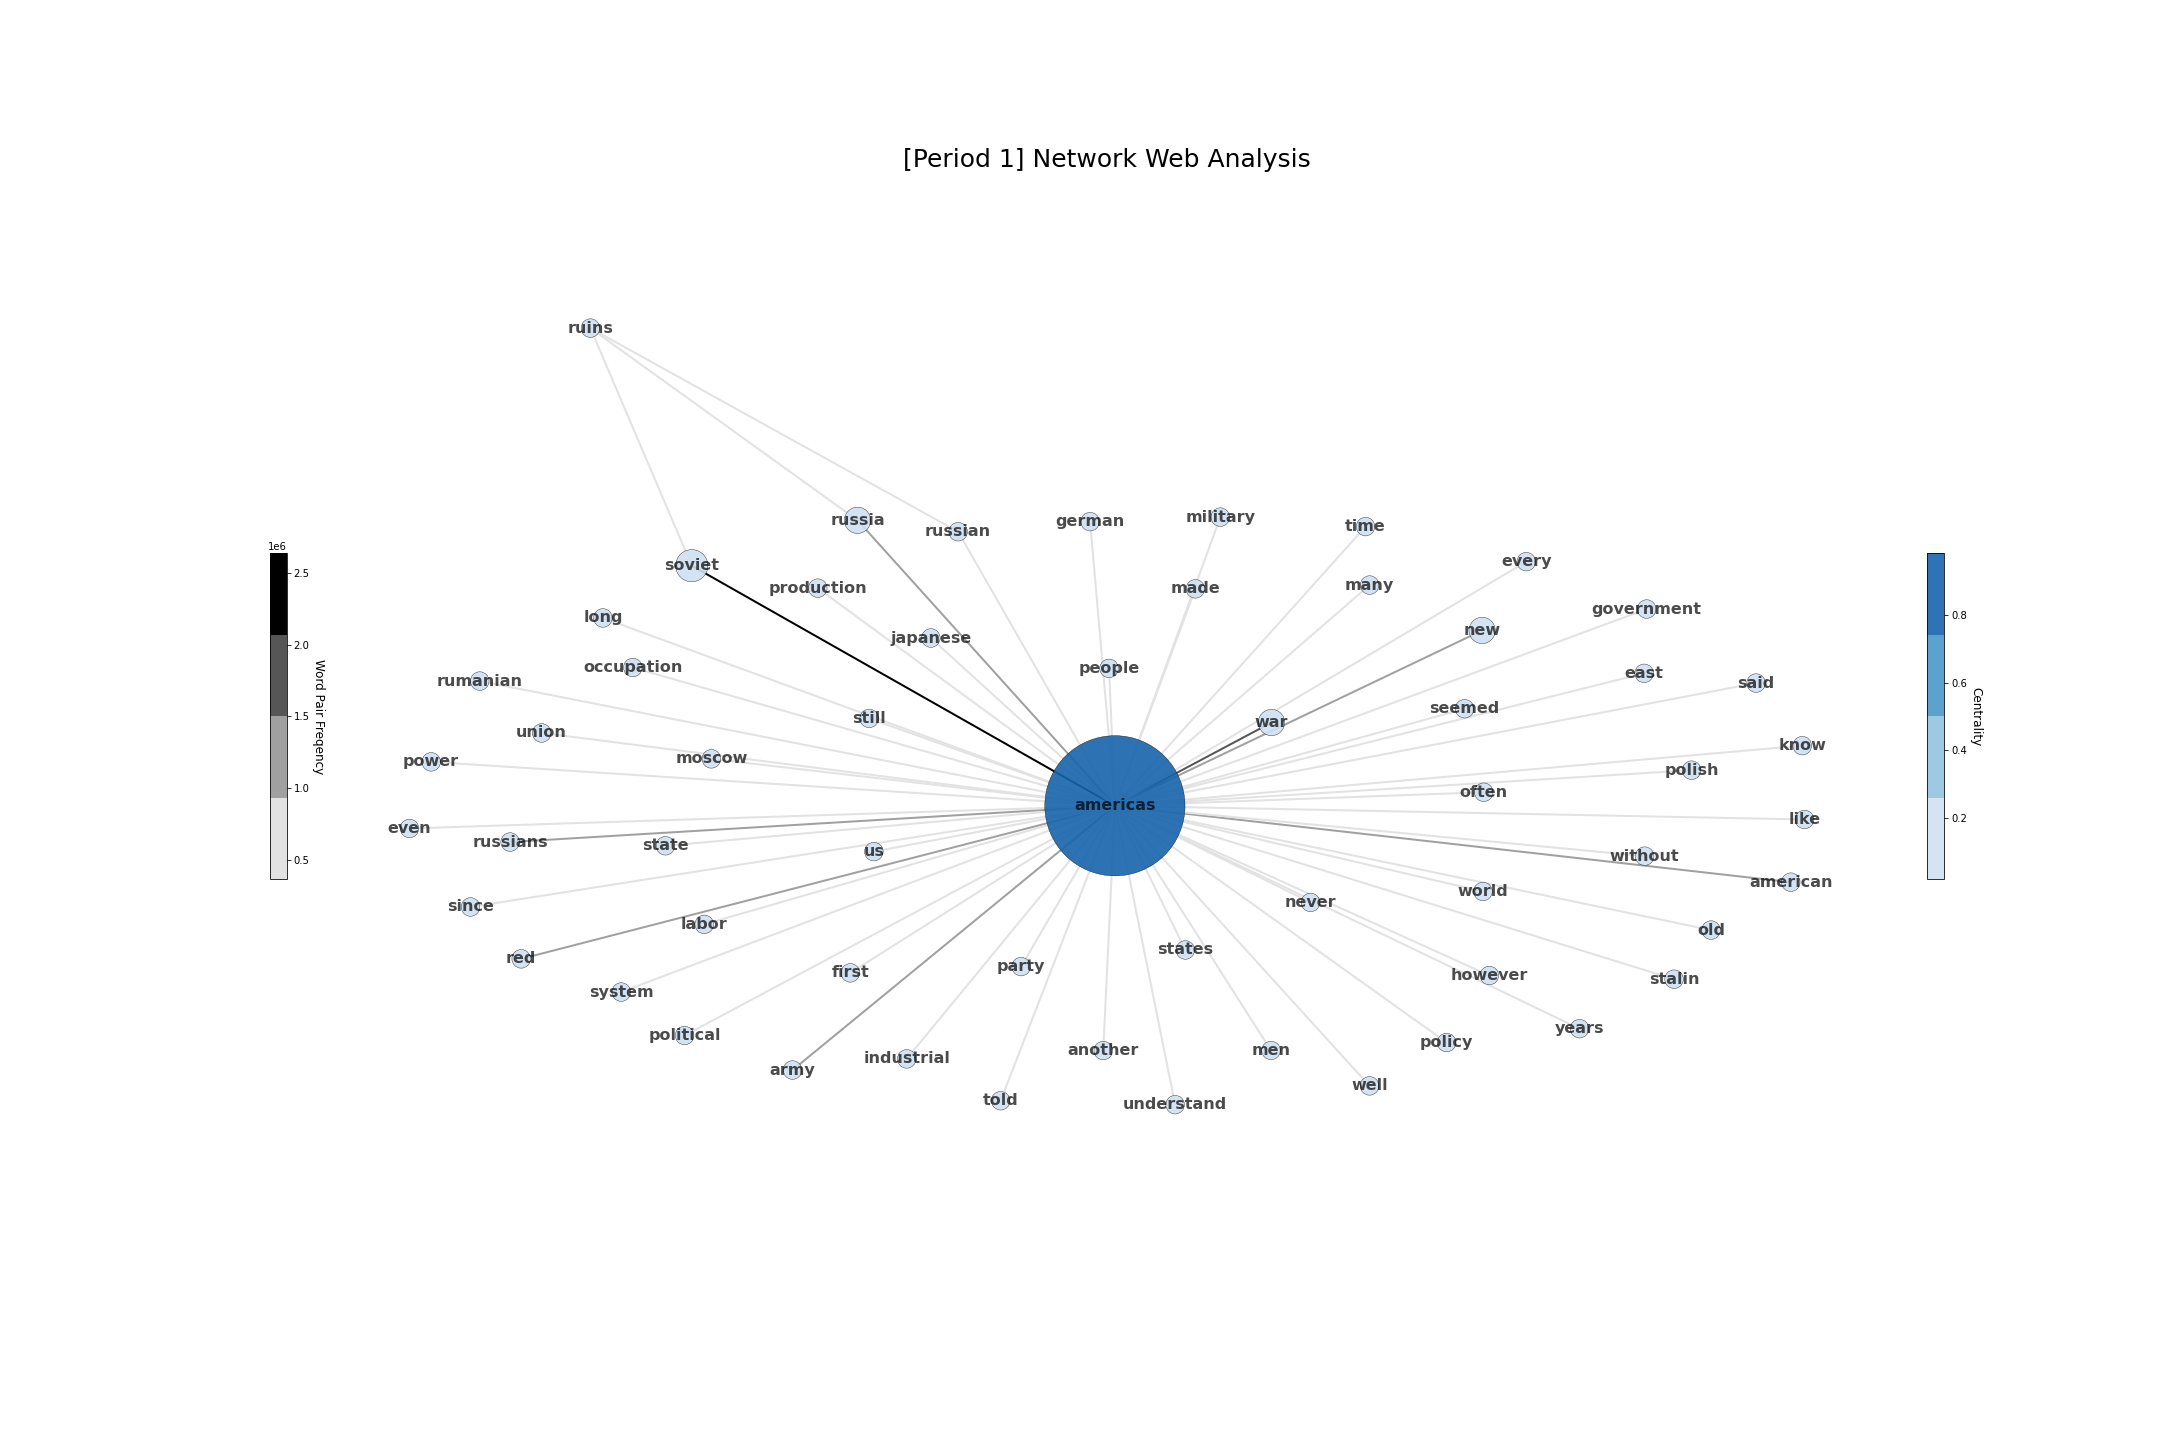 [Period 1] Network Web Analysis
ruins
russia
russian
german
military
time
soviet
every
production
made
many
long
government
japanese
new
occupation
people
rumanian
east
said
still
seemed
union
war
moscow
know
power
polish
often
americas
like
even
russians
state
us
without
american
since
labor
never
world
old
red
states
system
first
party
however
stalin
political
years
army
industrial
another
men
policy
told
understand
well
1e6
2.5
2.0
1.5
1.0
0.5
Word Pair Freqency
0.8
0.6
0.4
0.2
Centrality